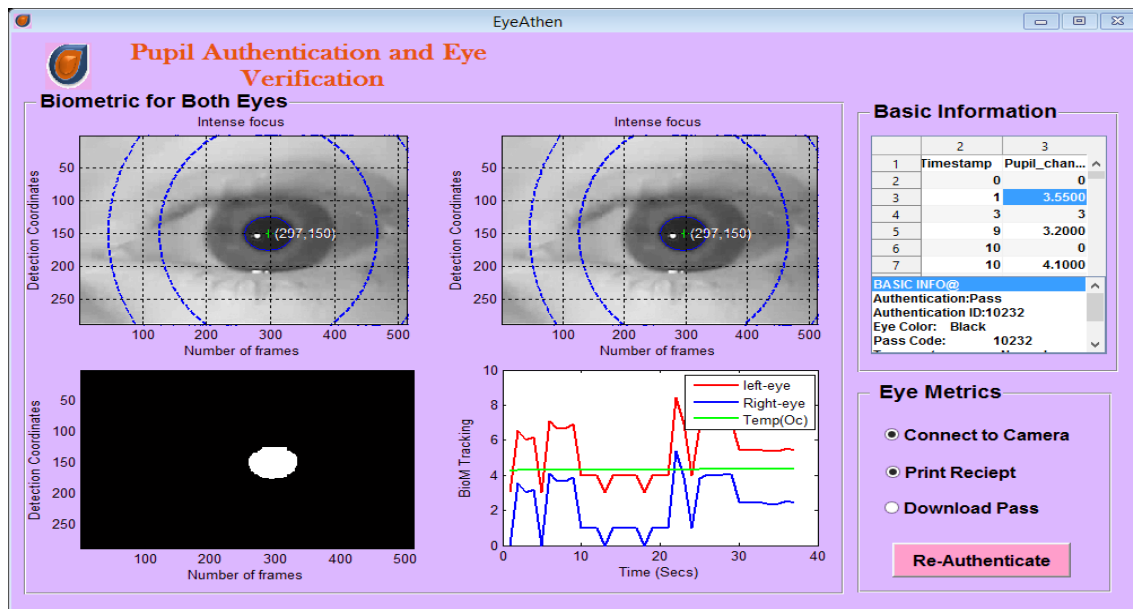 EyeAthen
Pupil Authentication and Eye
Verification
Biometric for Both Eyes
Intense focus
Detection Coordinates
50
100
150
200
250
(297,150)
100 200 300 400 500
Number of frames
Intense focus
Detection Coordinates
50
100
150
200
250
(297,150)
100 200 300 400 500
Number of frames
Detection Coordinates
50
100
150
200
250
100 200 300 400 500
Number of frames
BioM Tracking
10
8
6
4
2
0
left-eye
Right-eye
Temp(Oc)
0 10 20 30 40
Time (Secs)
Basic Information
2 3
1 Timestamp Pupil_chan...
2 0 0
3 1 3.5500
4 3 3
5 9 3.2000
6 10 0
7 10 4.1000
BASIC INFO@
Authentication:Pass
Authentication ID:10232
Eye Color: Black
Pass Code: 10232
Eye Metrics
Connect to Camera
Print Reciept
Download Pass
Re-Authenticate